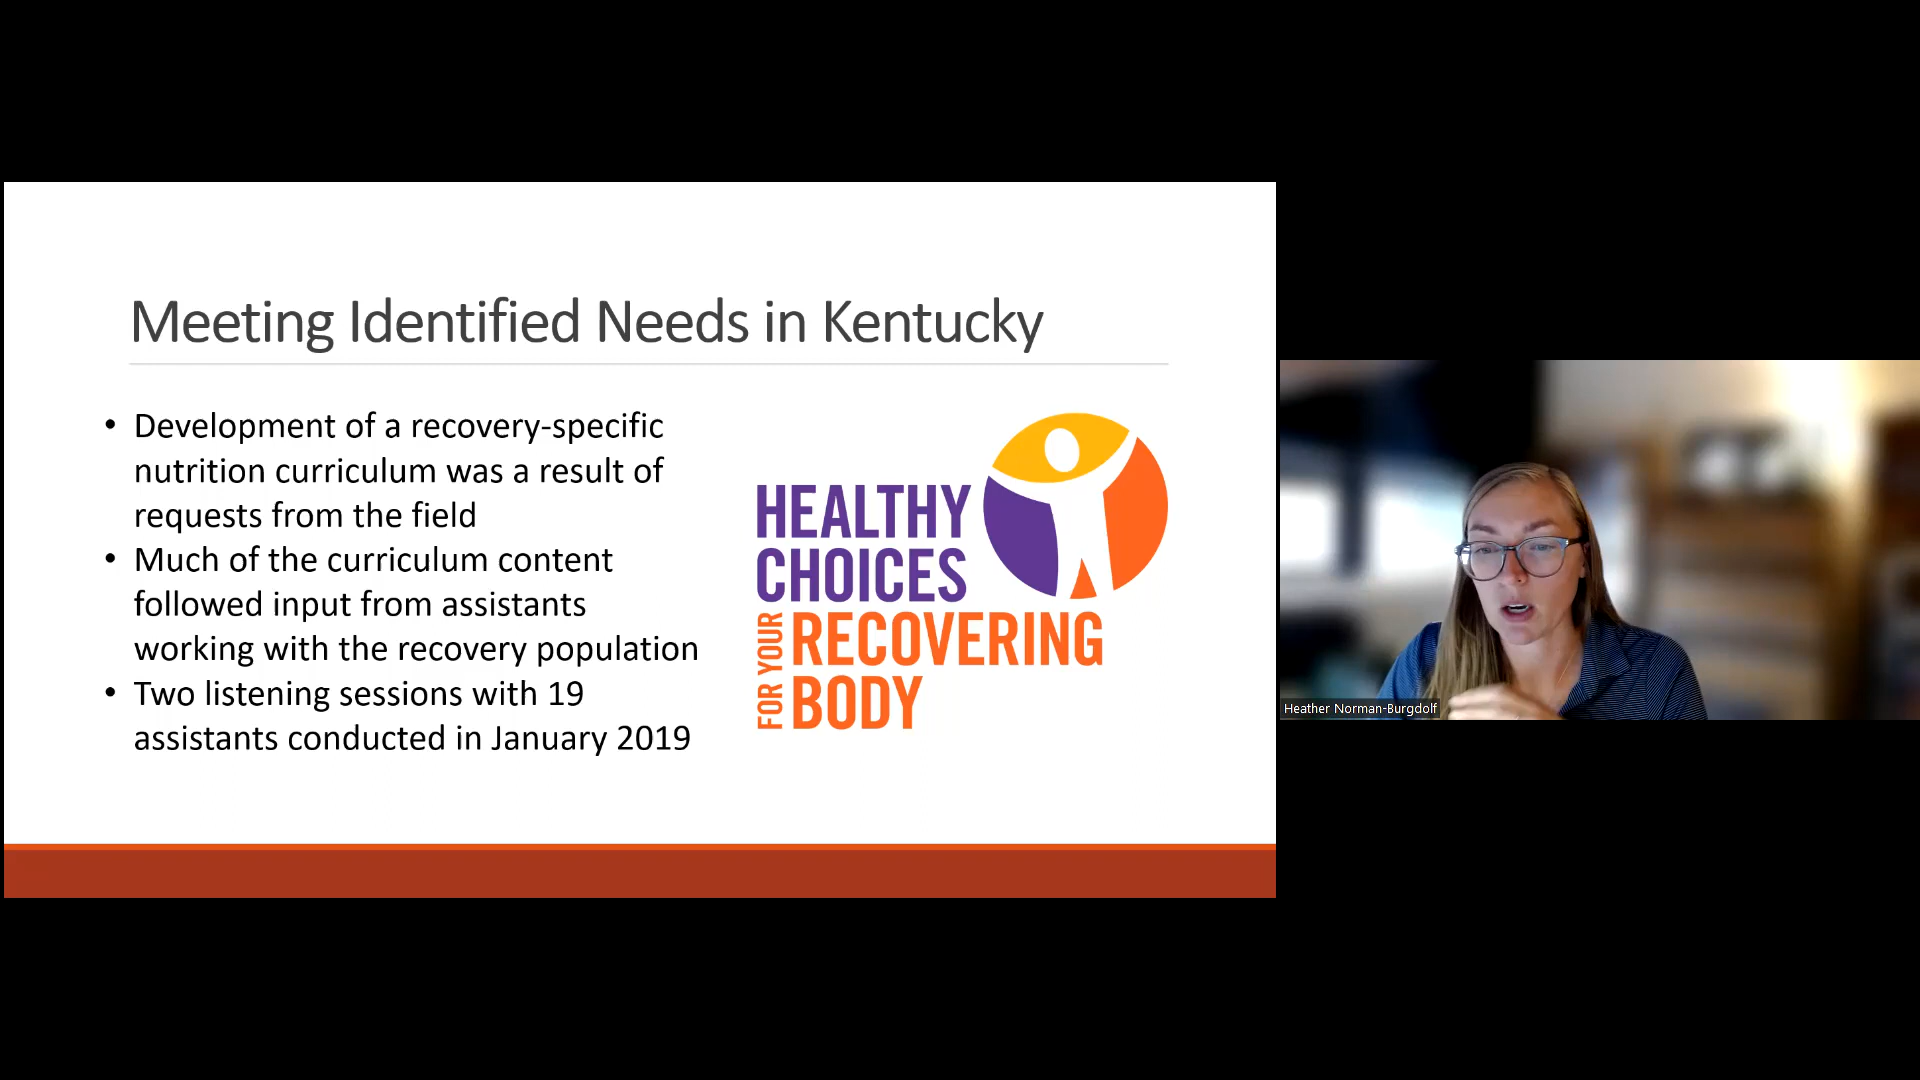 Meeting Identified Needs in Kentucky
• Development of a recovery-specific
nutrition curriculum was a result of
requests from the field
• Much of the curriculum content
followed input from assistants
working with the recovery population
• Two listening sessions with 19
assistants conducted in January 2019
HEALTHY
CHOICES
FOR YOUR
RECOVERING
BODY
Heather Norman-Burgdolf